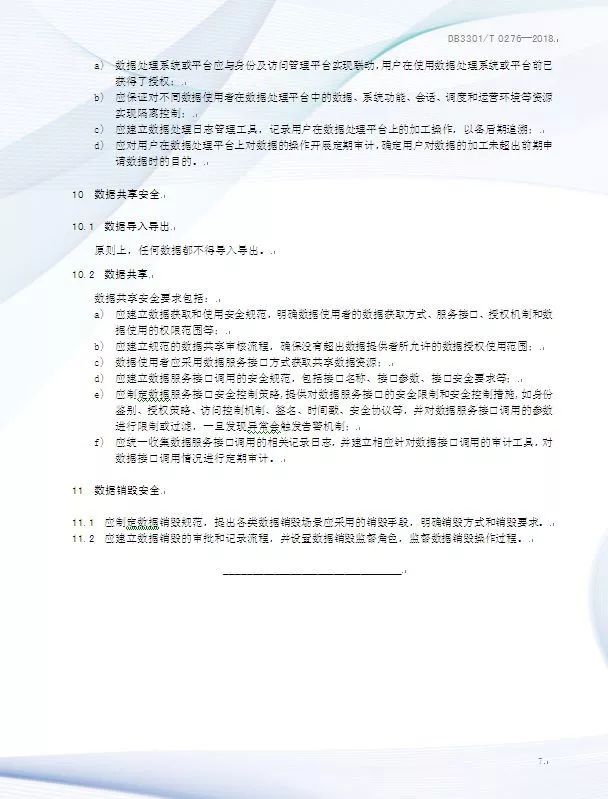 DB3301/T 0276—2018
a) 数据处理系统或平台应与身份及访问管理平台实现联动,用户在使用数据处理系统或平台前已
获得了授权；
b) 应保证对不同数据使用者在数据处理平台中的数据、系统功能、会话、调度和运营环境等资源
实现隔离控制；
c) 应建立数据处理日志管理工具，记录用户在数据处理平台上的加工操作，以备后期追溯；
d) 应对用户在数据处理平台上对数据的操作开展定期审计,确定用户对数据的加工未超出前期申
请数据时的目的。
10 数据共享安全
10.1 数据导入导出
原则上，任何数据都不得导入导出。
10.2 数据共享
数据共享安全要求包括：
a) 应建立数据获取和使用安全规范，明确数据使用者的数据获取方式、服务接口、授权机制和数
据使用的权限范围等；
b) 应建立规范的数据共享审核流程，确保没有超出数据提供者所允许的数据授权使用范围；
c) 数据使用者应采用数据服务接口方式获取共享数据资源；
d) 应建立数据服务接口调用的安全规范，包括接口名称、接口参数、接口安全要求等；
e) 应制定数据服务接口安全控制策略,提供对数据服务接口的安全限制和安全控制措施,如身份
鉴别、授权策略、访问控制机制、签名、时间戳、安全协议等，并对数据服务接口调用的参数
进行限制或过滤，一旦发现异常会触发告警机制；
f) 应统一收集数据服务接口调用的相关记录日志，并建立相应针对数据接口调用的审计工具，对
数据接口调用情况进行定期审计。
11 数据销毁安全
11.1 应制定数据销毁规范，提出各类数据销毁场景应采用的销毁手段，明确销毁方式和销毁要求。
11.2 应建立数据销毁的审批和记录流程，并设置数据销毁监督角色，监督数据销毁操作过程。
7